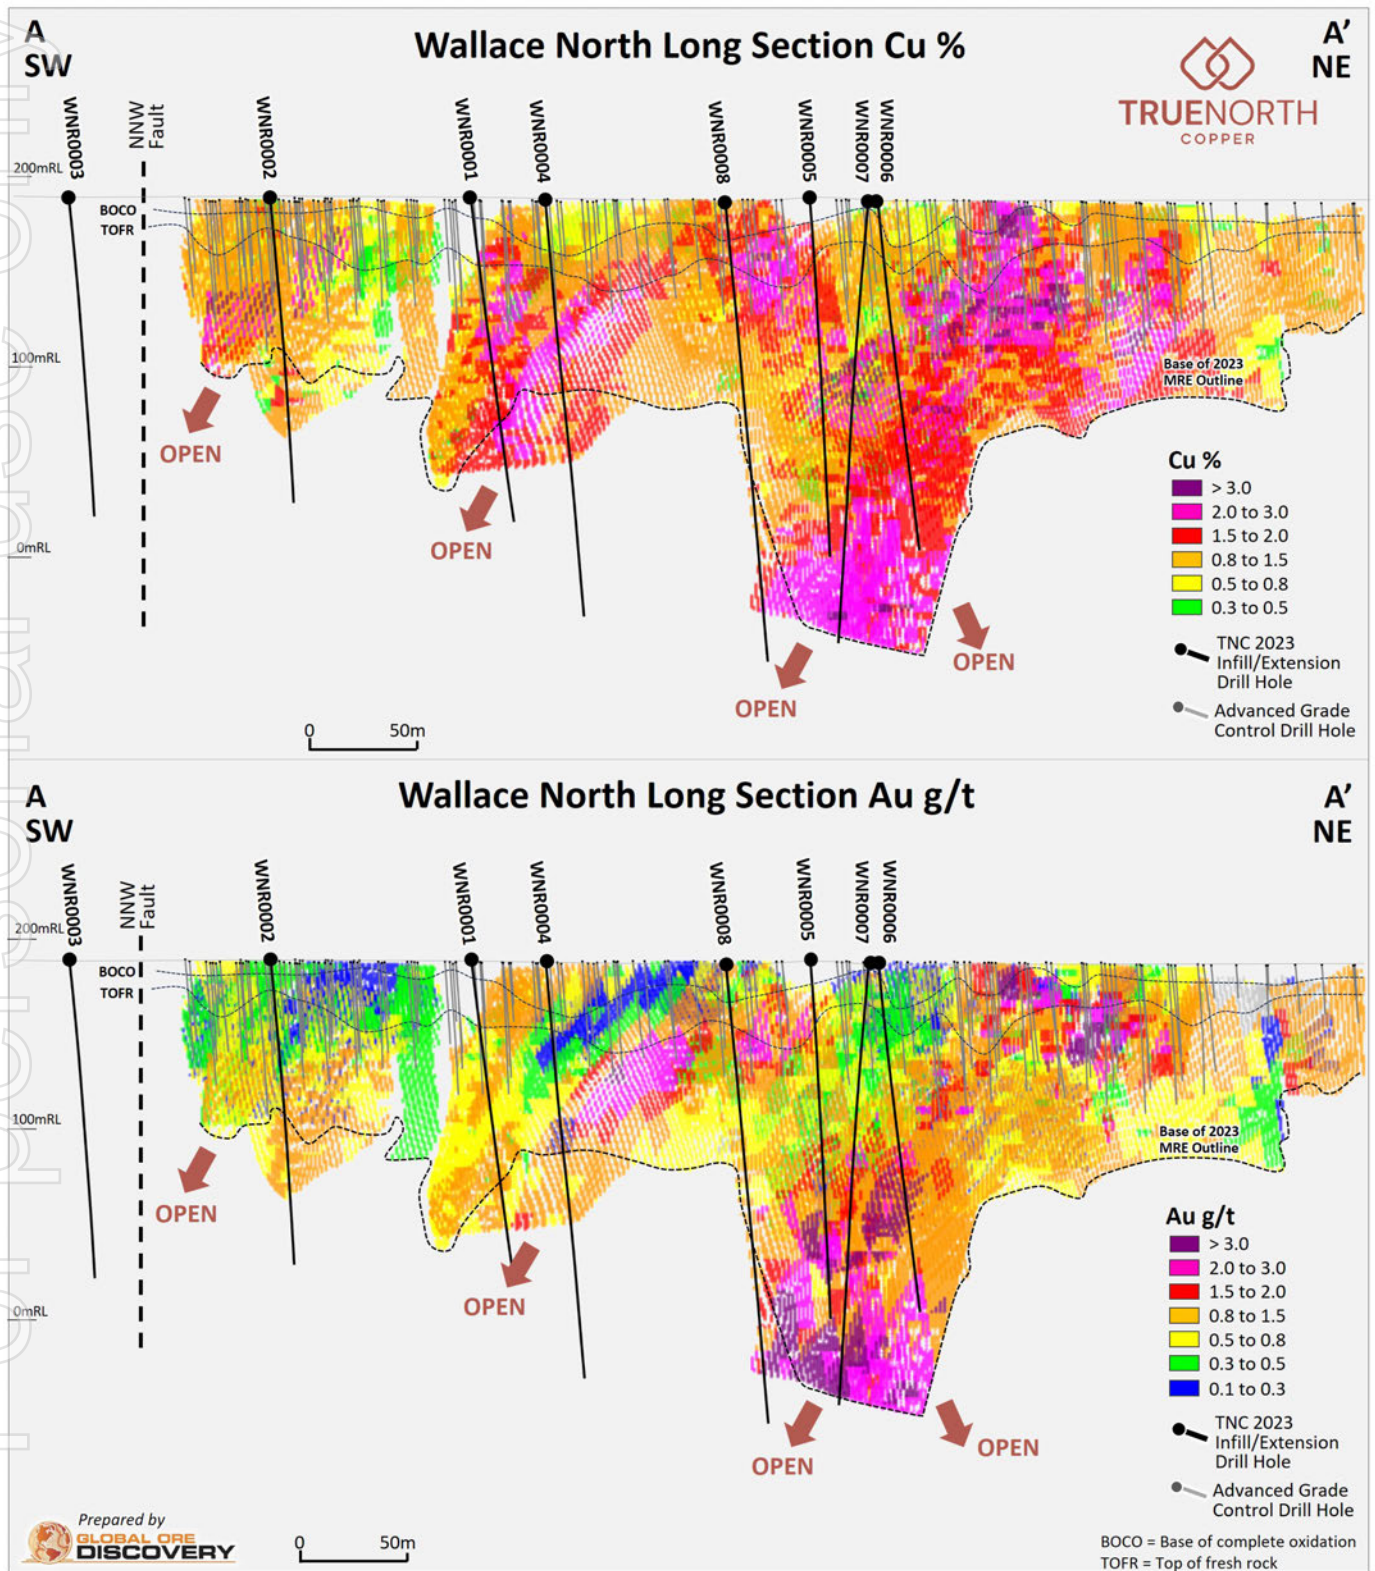 A
SW
Wallace North Long Section Cu %
A’
NE
TRUENORTH
COPPER
WNR0003
NNW
Fault
WNR0002
WNR0001
WNR0004
WNR0008
WNR0005
WNR0007
WNR0006
200mRL
BOCO
TOFR
100mRL
Base of 2023
MRE Outline
OPEN
OPEN
0mRL
OPEN
OPEN
Cu %
> 3.0
2.0 to 3.0
1.5 to 2.0
0.8 to 1.5
0.5 to 0.8
0.3 to 0.5
TNC 2023
Infill/Extension
Drill Hole
Advanced Grade
Control Drill Hole
0 50m
A
SW
Wallace North Long Section Au g/t
A’
NE
WNR0003
NNW
Fault
WNR0002
WNR0001
WNR0004
WNR0008
WNR0005
WNR0007
WNR0006
200mRL
BOCO
TOFR
100mRL
Base of 2023
MRE Outline
OPEN
OPEN
0mRL
OPEN
OPEN
Au g/t
> 3.0
2.0 to 3.0
1.5 to 2.0
0.8 to 1.5
0.5 to 0.8
0.3 to 0.5
0.1 to 0.3
TNC 2023
Infill/Extension
Drill Hole
Advanced Grade
Control Drill Hole
Prepared by
GLOBAL ORE
DISCOVERY
0 50m
BOCO = Base of complete oxidation
TOFR = Top of fresh rock